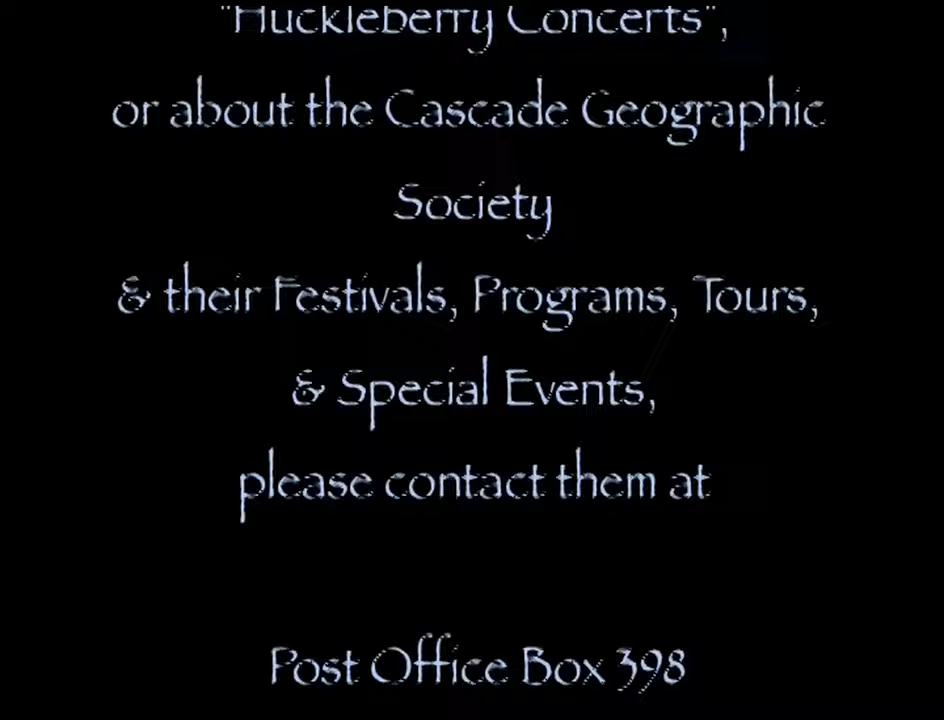 "Huckleberry Concerts",
or about the Cascade Geographic
Society
& their Festivals, Programs, Tours,
& Special Events,
please contact them at
Post Office Box 398